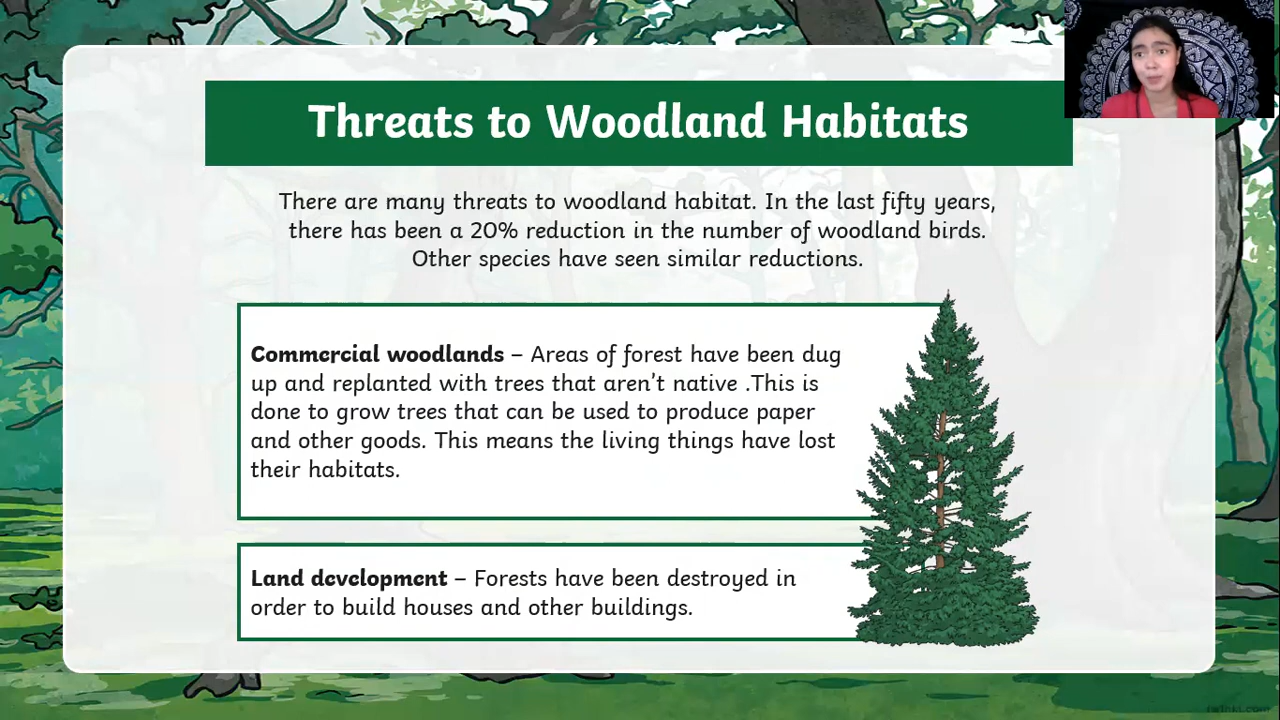 Threats to Woodland Habitats
There are many threats to woodland habitat. In the last fifty years,
there has been a 20% reduction in the number of woodland birds.
Other species have seen similar reductions.
Commercial woodlands – Areas of forest have been dug
up and replanted with trees that aren't native .This is
done to grow trees that can be used to produce paper
and other goods. This means the living things have lost
their habitats.
Land development – Forests have been destroyed in
order to build houses and other buildings.